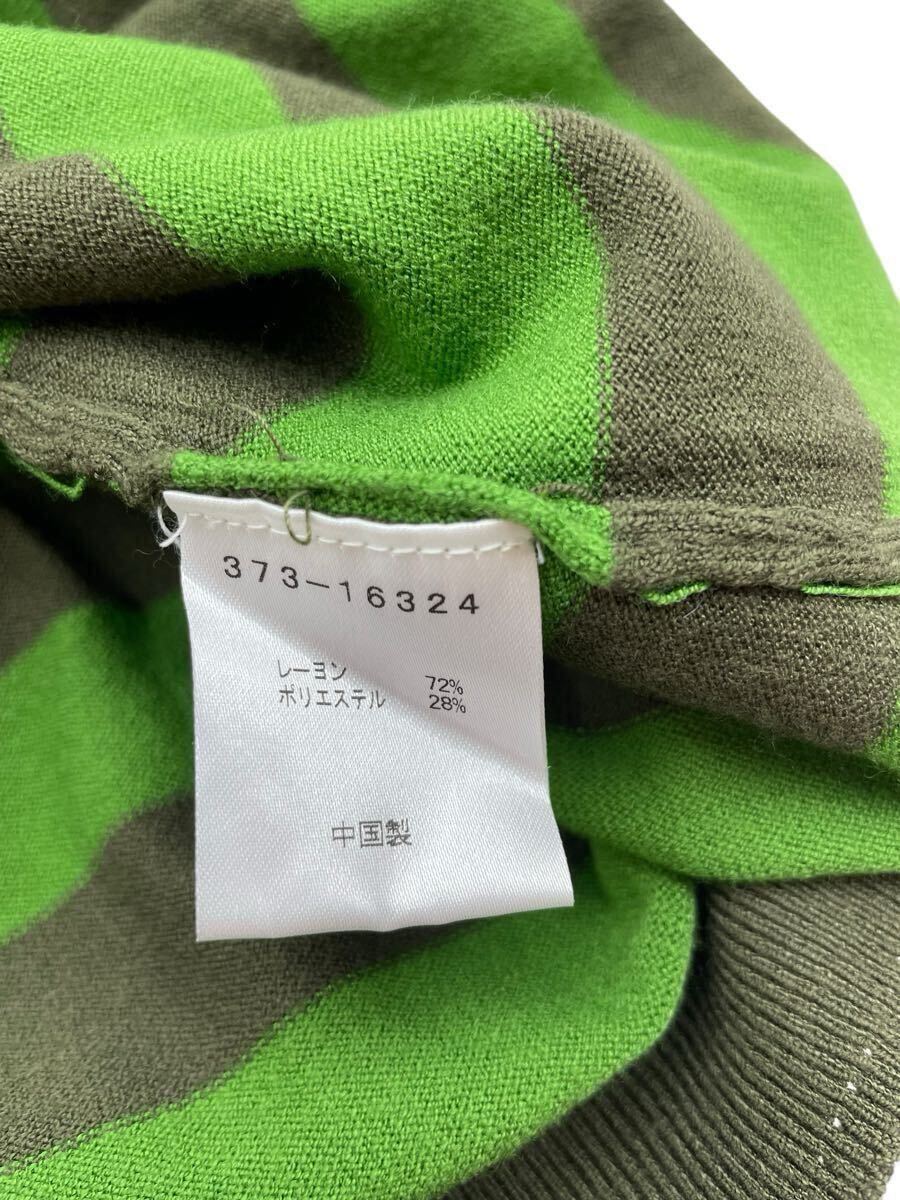 373-16324
レーヨン 72%
ポリエステル 28%
中国製